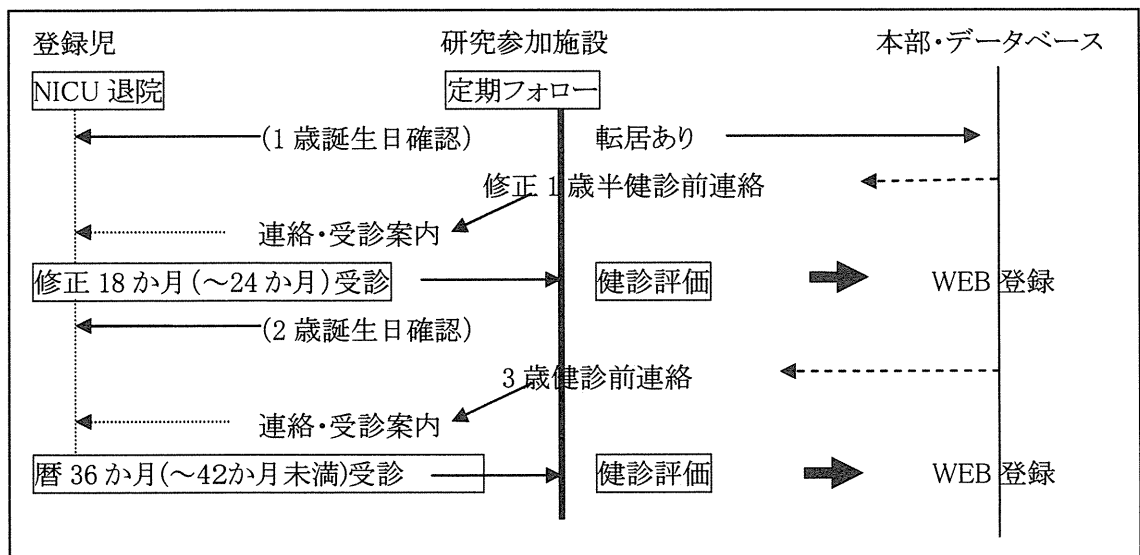 登録児 研究参加施設 本部・データベース
NICU 退院 定期フォロー
(1 歳誕生日確認) 転居あり
修正 1 歳半健診前連絡
連絡・受診案内
修正 18 か月(～24 か月)受診 健診評価 WEB 登録
(2 歳誕生日確認)
3 歳健診前連絡
連絡・受診案内
暦 36 か月(～42か月未満)受診 健診評価 WEB 登録